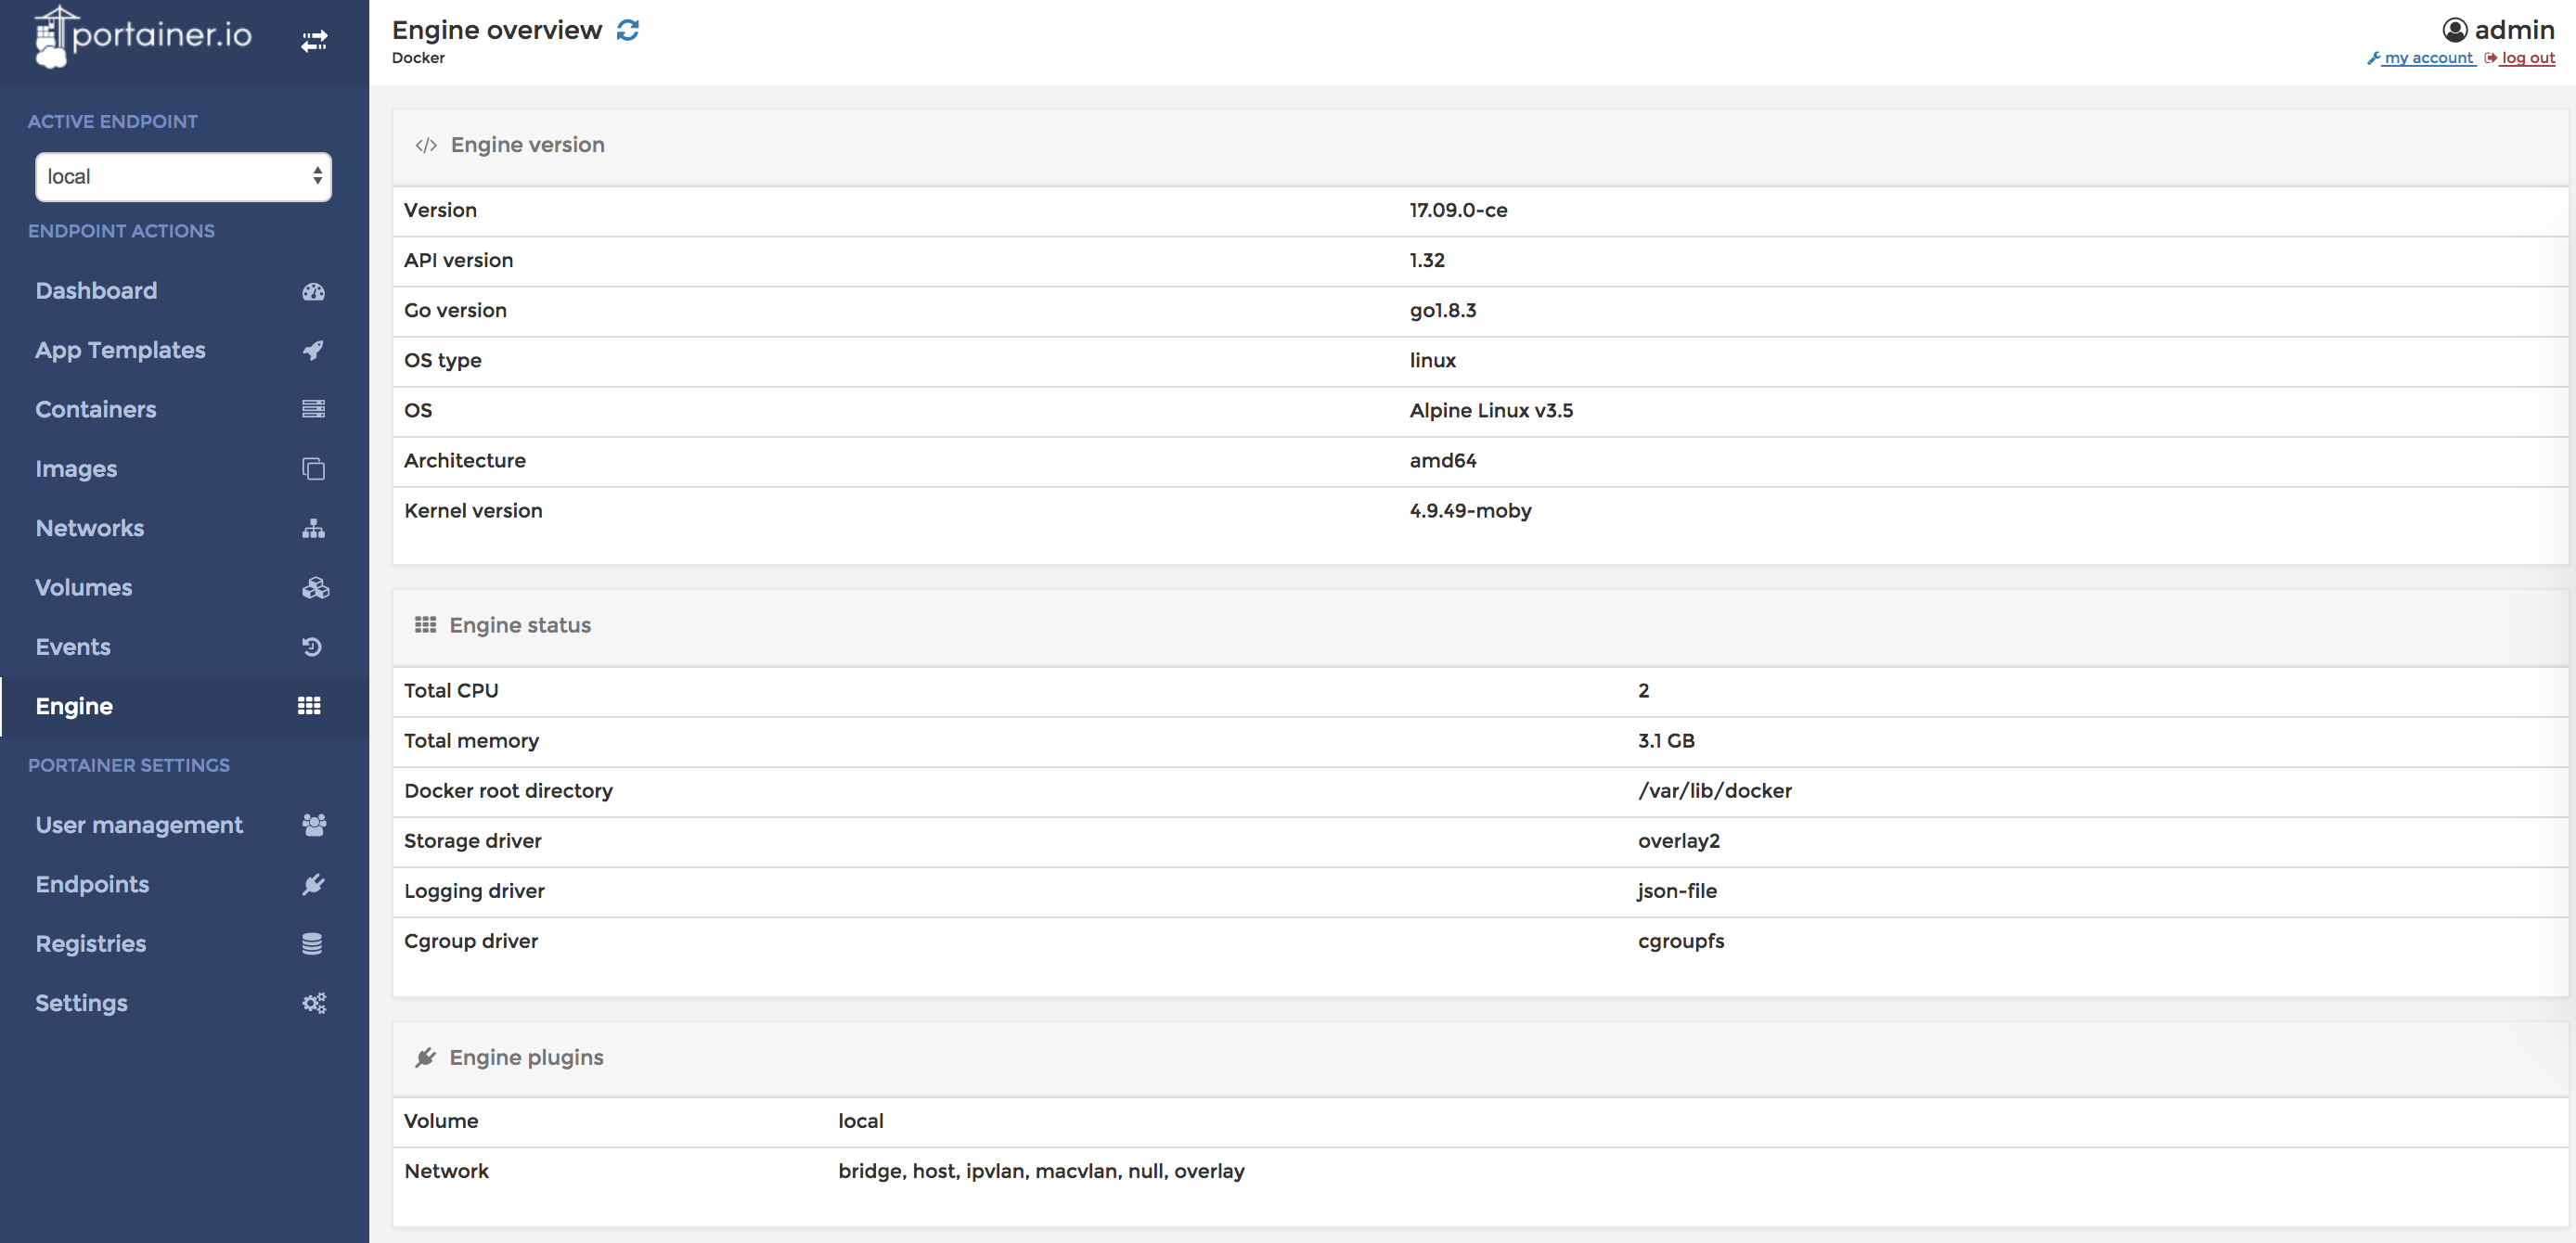 portainer.io
ACTIVE ENDPOINT
local
ENDPOINT ACTIONS
Dashboard
App Templates
Containers
Images
Networks
Volumes
Events
Engine
PORTAINER SETTINGS
User management
Endpoints
Registries
Settings
Engine overview
Docker
admin
my account log out
Engine version
Version 17.09.0-ce
API version 1.32
Go version go1.8.3
OS type linux
OS Alpine Linux v3.5
Architecture amd64
Kernel version 4.9.49-moby
Engine status
Total CPU 2
Total memory 3.1 GB
Docker root directory /var/lib/docker
Storage driver overlay2
Logging driver json-file
Cgroup driver cgroupfs
Engine plugins
Volume local
Network bridge, host, ipvlan, macvlan, null, overlay